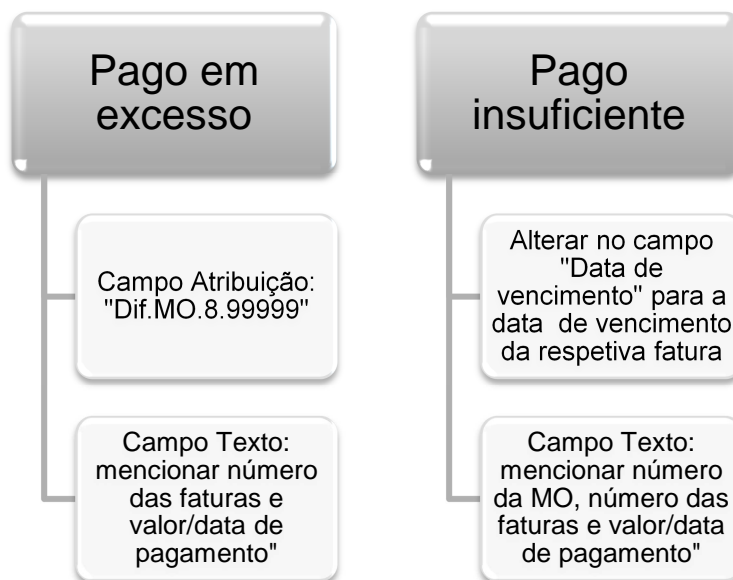 Pago em
excesso
Campo Atribuição:
"Dif.MO.8.99999"
Campo Texto:
mencionar número
das faturas e
valor/data de
pagamento"
Pago
insuficiente
Alterar no campo
"Data de
vencimento" para a
data de vencimento
da respetiva fatura
Campo Texto:
mencionar número
da MO, número das
faturas e valor/data
de pagamento"